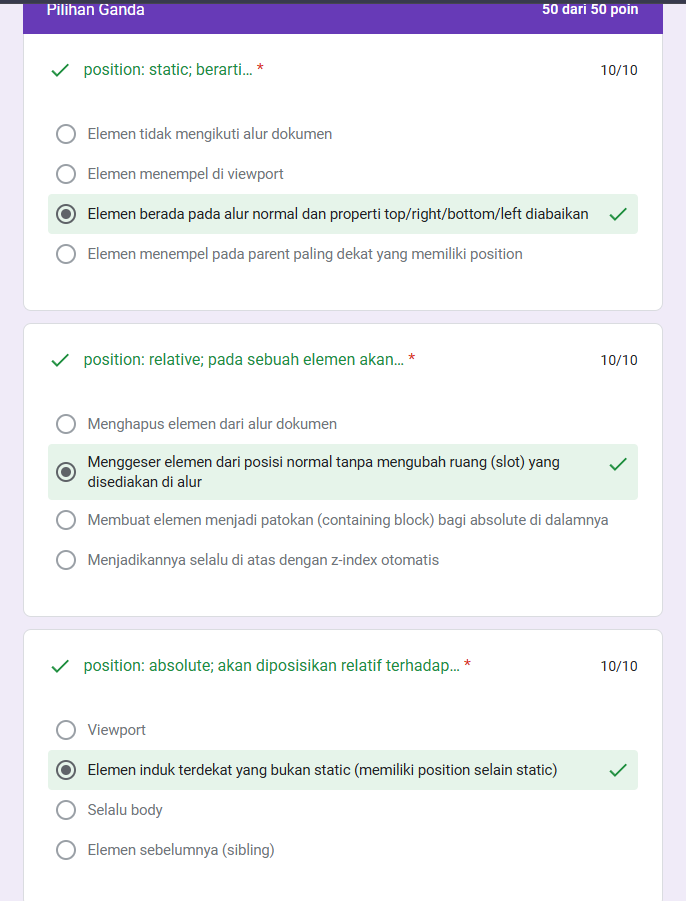 Pilihan Ganda
50 dari 50 poin
position: static; berarti... *
10/10
Elemen tidak mengikuti alur dokumen
Elemen menempel di viewport
Elemen berada pada alur normal dan properti top/right/bottom/left diabaikan
Elemen menempel pada parent paling dekat yang memiliki position
position: relative; pada sebuah elemen akan... *
10/10
Menghapus elemen dari alur dokumen
Menggeser elemen dari posisi normal tanpa mengubah ruang (slot) yang
disediakan di alur
Membuat elemen menjadi patokan (containing block) bagi absolute di dalamnya
Menjadikannya selalu di atas dengan z-index otomatis
position: absolute; akan diposisikan relatif terhadap... *
10/10
Viewport
Elemen induk terdekat yang bukan static (memiliki position selain static)
Selalu body
Elemen sebelumnya (sibling)